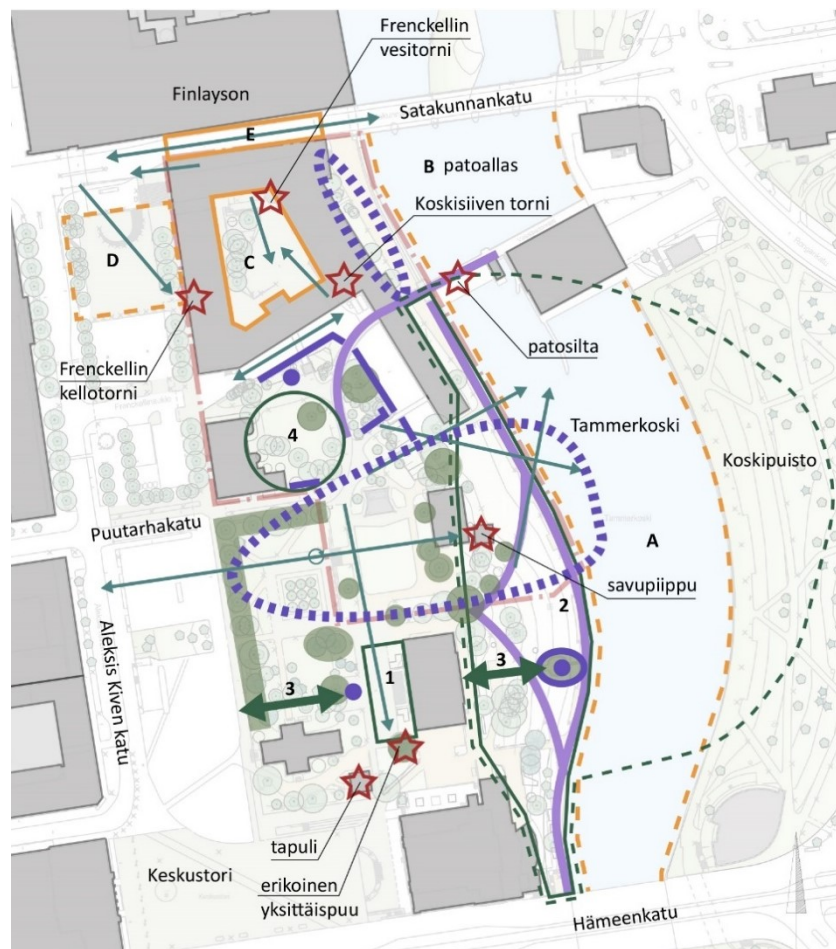 Frenckellin
vesitorni
Finlayson
Satakunnankatu
E
B patoallas
Koskisiiven torni
D
C
patosilta
Frenckellin
kellotorni
4
Tammerkoski
Koskipuisto
Puutarhakatu
A
savupiippu
2
Aleksis Kiven katu
3
1
3
tapuli
Keskustori
erikoinen
yksittäispuu
Hämeenkatu